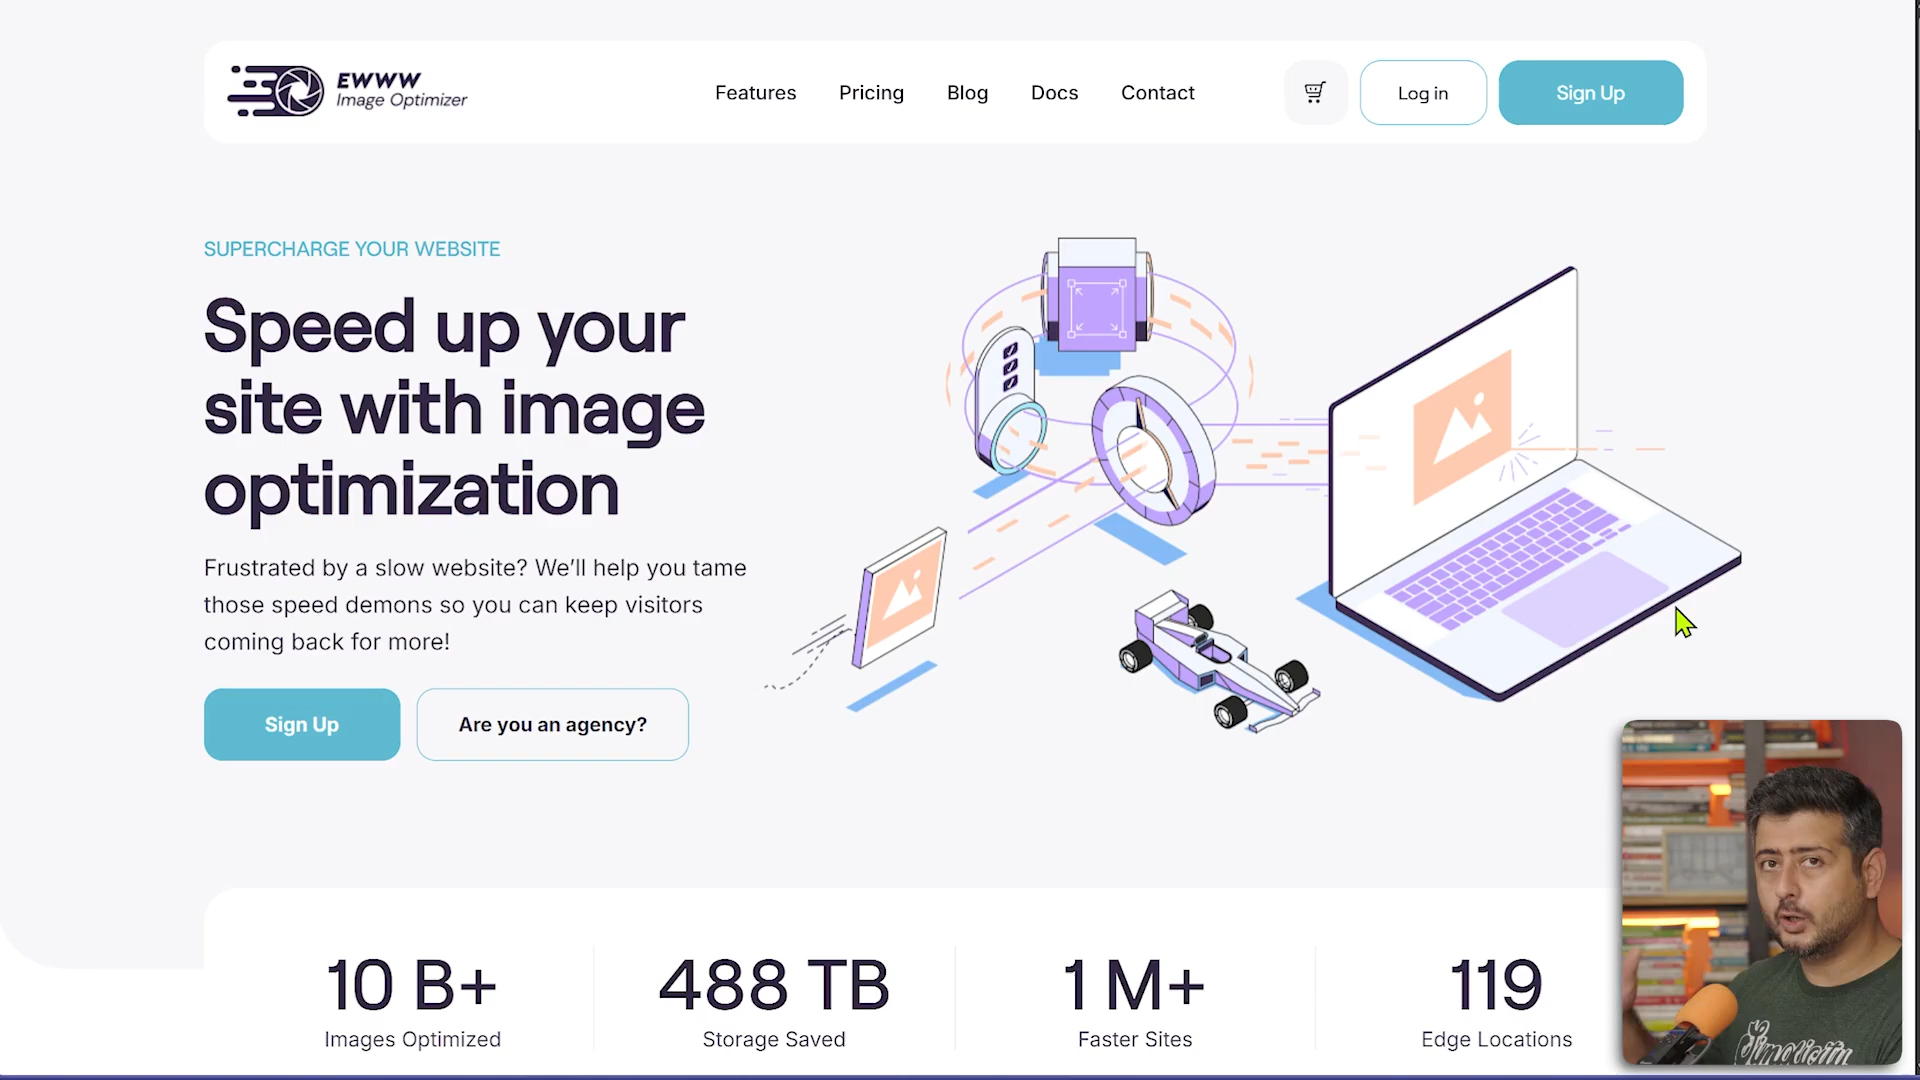 EWWW
Image Optimizer
Features
Pricing
Blog
Docs
Contact
Log in
Sign Up
SUPERCHARGE YOUR WEBSITE
Speed up your
site with image
optimization
Frustrated by a slow website? We’ll help you tame
those speed demons so you can keep visitors
coming back for more!
Sign Up
Are you an agency?
10 B+
Images Optimized
488 TB
Storage Saved
1 M+
Faster Sites
119
Edge Locations
Simplicity